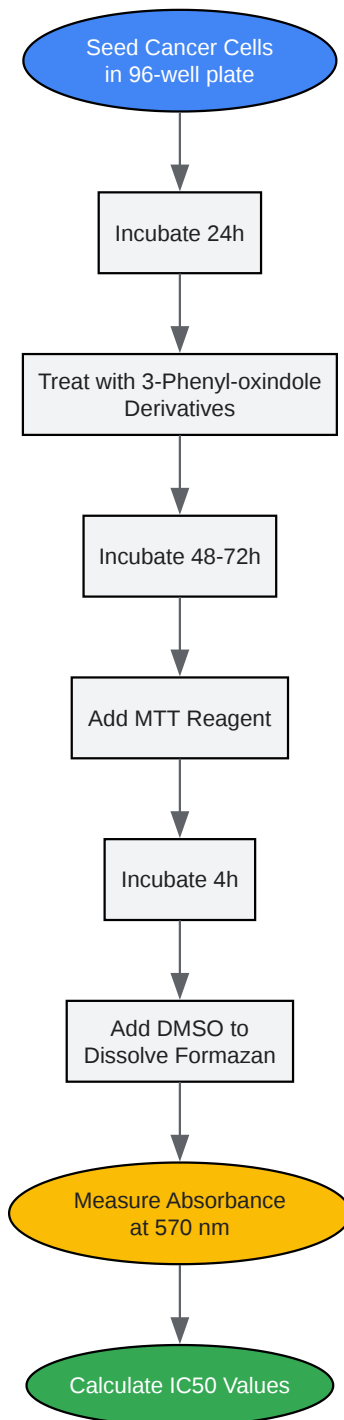 Seed Cancer Cells
in 96-well plate
Incubate 24h
Treat with 3-Phenyl-oxindole
Derivatives
Incubate 48-72h
Add MTT Reagent
Incubate 4h
Add DMSO to
Dissolve Formazan
Measure Absorbance
at 570 nm
Calculate IC50 Values